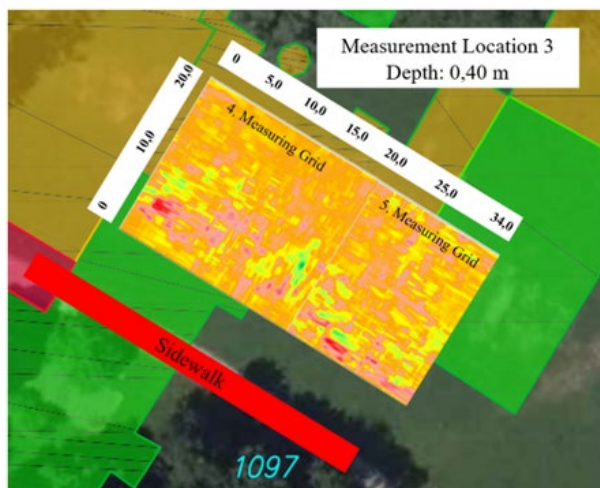 Measurement Location 3
Depth: 0,40 m
0
5,0
10,0
15,0
20,0
25,0
34,0
20,0
10,0
0
4. Measuring Grid
5. Measuring Grid
Sidewalk
1097